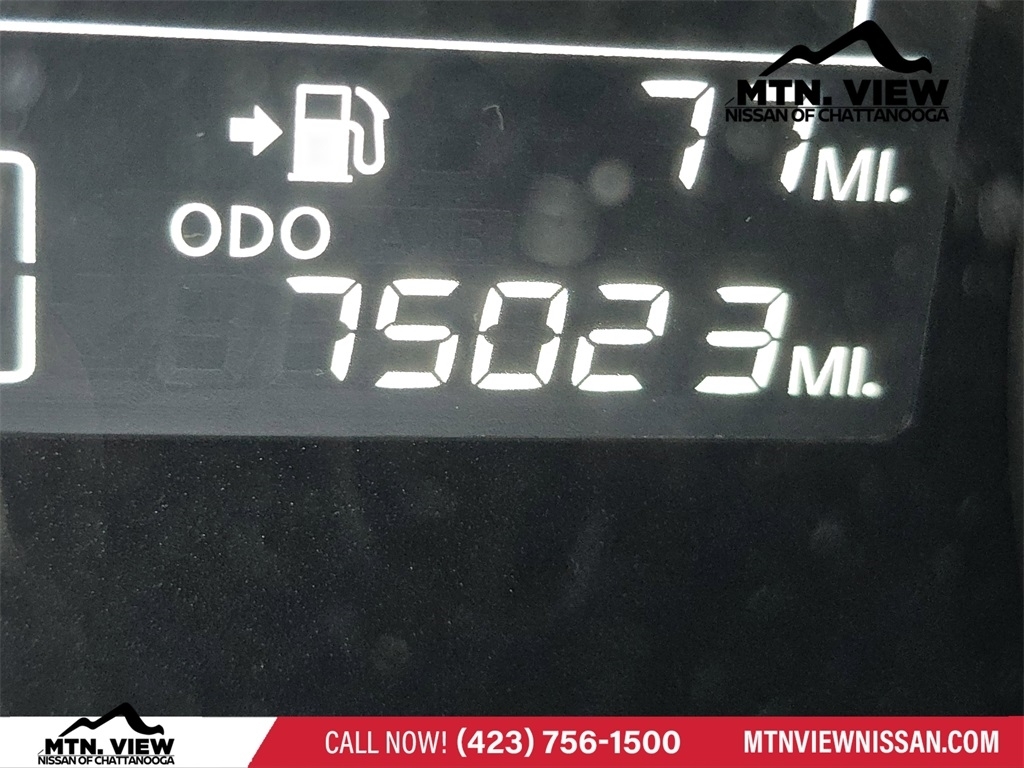 MTN. VIEW
NISSAN OF CHATTANOOGA
MI.
ODO
75023 MI.
MTN. VIEW
NISSAN OF CHATTANOOGA
CALL NOW! (423) 756-1500
MTNVIEWNISSAN.COM